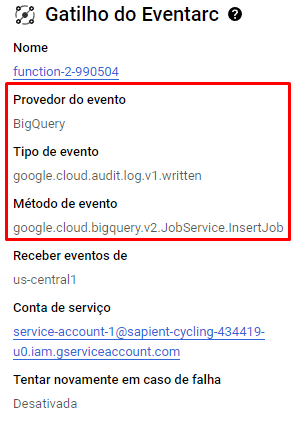 Gatilho do Eventarc ?
Nome
function-2-990504
Provedor do evento
BigQuery
Tipo de evento
google.cloud.audit.log.v1.written
Método de evento
google.cloud.bigquery.v2.JobService.InsertJob
Receber eventos de
us-central1
Conta de serviço
service-account-1@sapient-cycling-434419-
u0.iam.gserviceaccount.com
Tentar novamente em caso de falha
Desativada